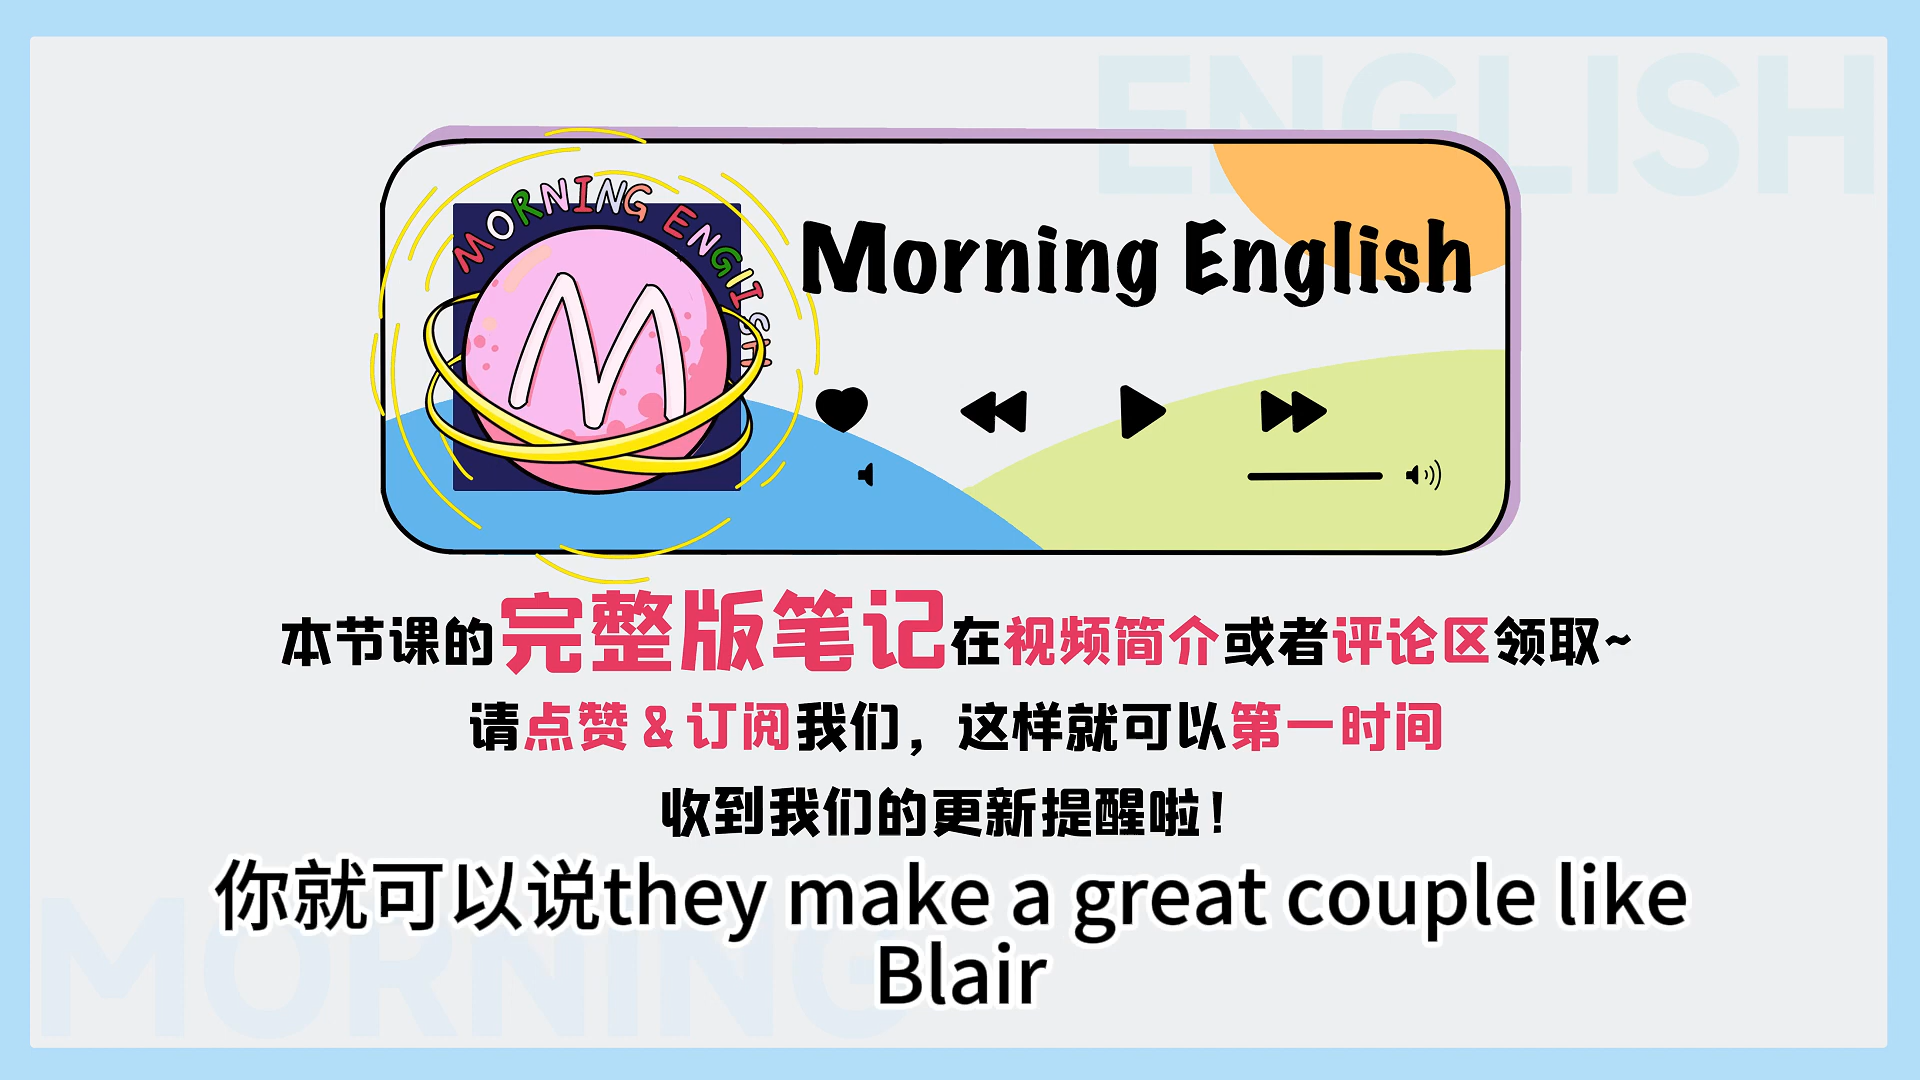 ENGLISH
MORNING ENGLISH
M
Morning English
本节课的完整版笔记在视频简介或者评论区领取~
请点赞&订阅我们，这样就可以第一时间
收到我们的更新提醒啦！
你就可以说they make a great couple like
Blair
MORNING